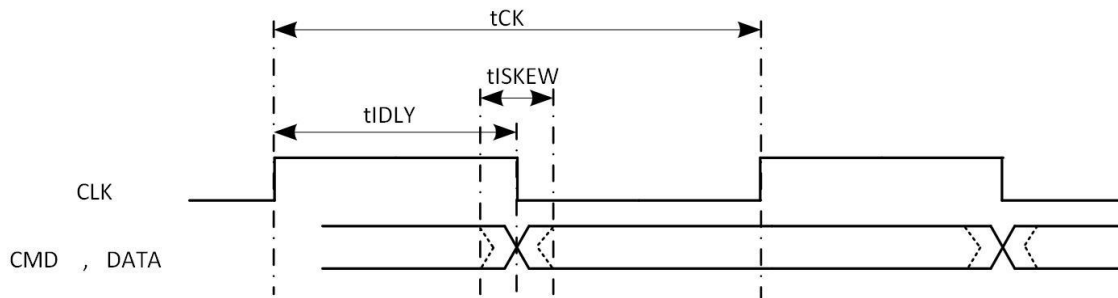 tCK
tISKEW
tIDLY
CLK
CMD , DATA